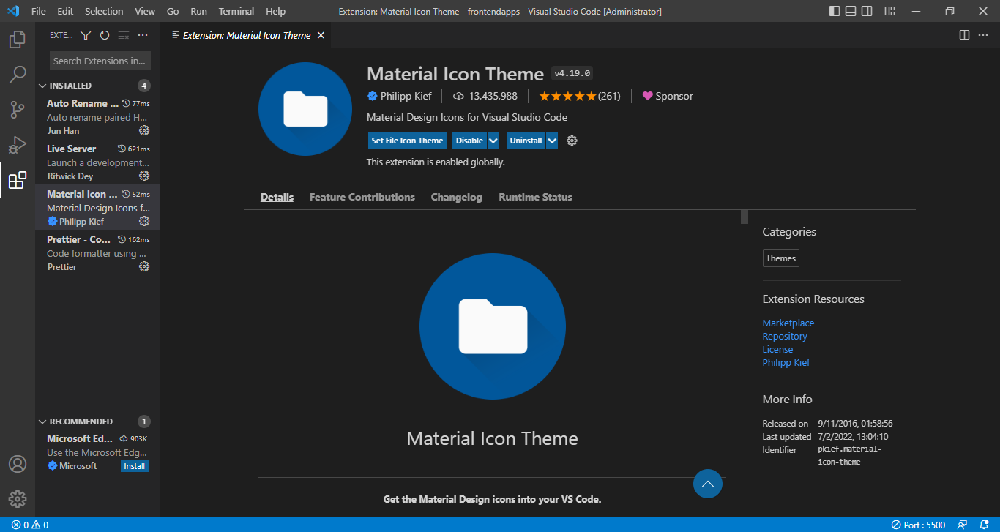 File Edit Selection View Go Run Terminal Help
Extension: Material Icon Theme - frontendapps - Visual Studio Code [Administrator]
EXTE...
Search Extensions in...
INSTALLED 4
Auto Rename ... 77ms
Auto rename paired H...
Jun Han
Live Server 621ms
Launch a development...
Ritwick Dey
Material Icon ... 52ms
Material Design Icons f...
Philipp Kief
Prettier - Co... 162ms
Code formatter using ...
Prettier
RECOMMENDED 1
Microsoft Ed... 903K
Use the Microsoft Edg...
Microsoft Install
Extension: Material Icon Theme
Material Icon Theme v4.19.0
Philipp Kief 13,435,988 (261) Sponsor
Material Design Icons for Visual Studio Code
Set File Icon Theme Disable Uninstall
This extension is enabled globally.
Details Feature Contributions Changelog Runtime Status
Material Icon Theme
Get the Material Design icons into your VS Code.
Categories
Themes
Extension Resources
Marketplace
Repository
License
Philipp Kief
More Info
Released on 9/11/2016, 01:58:56
Last updated 7/2/2022, 13:04:10
Identifier pkief.material-
icon-theme
0 0
Port : 5500